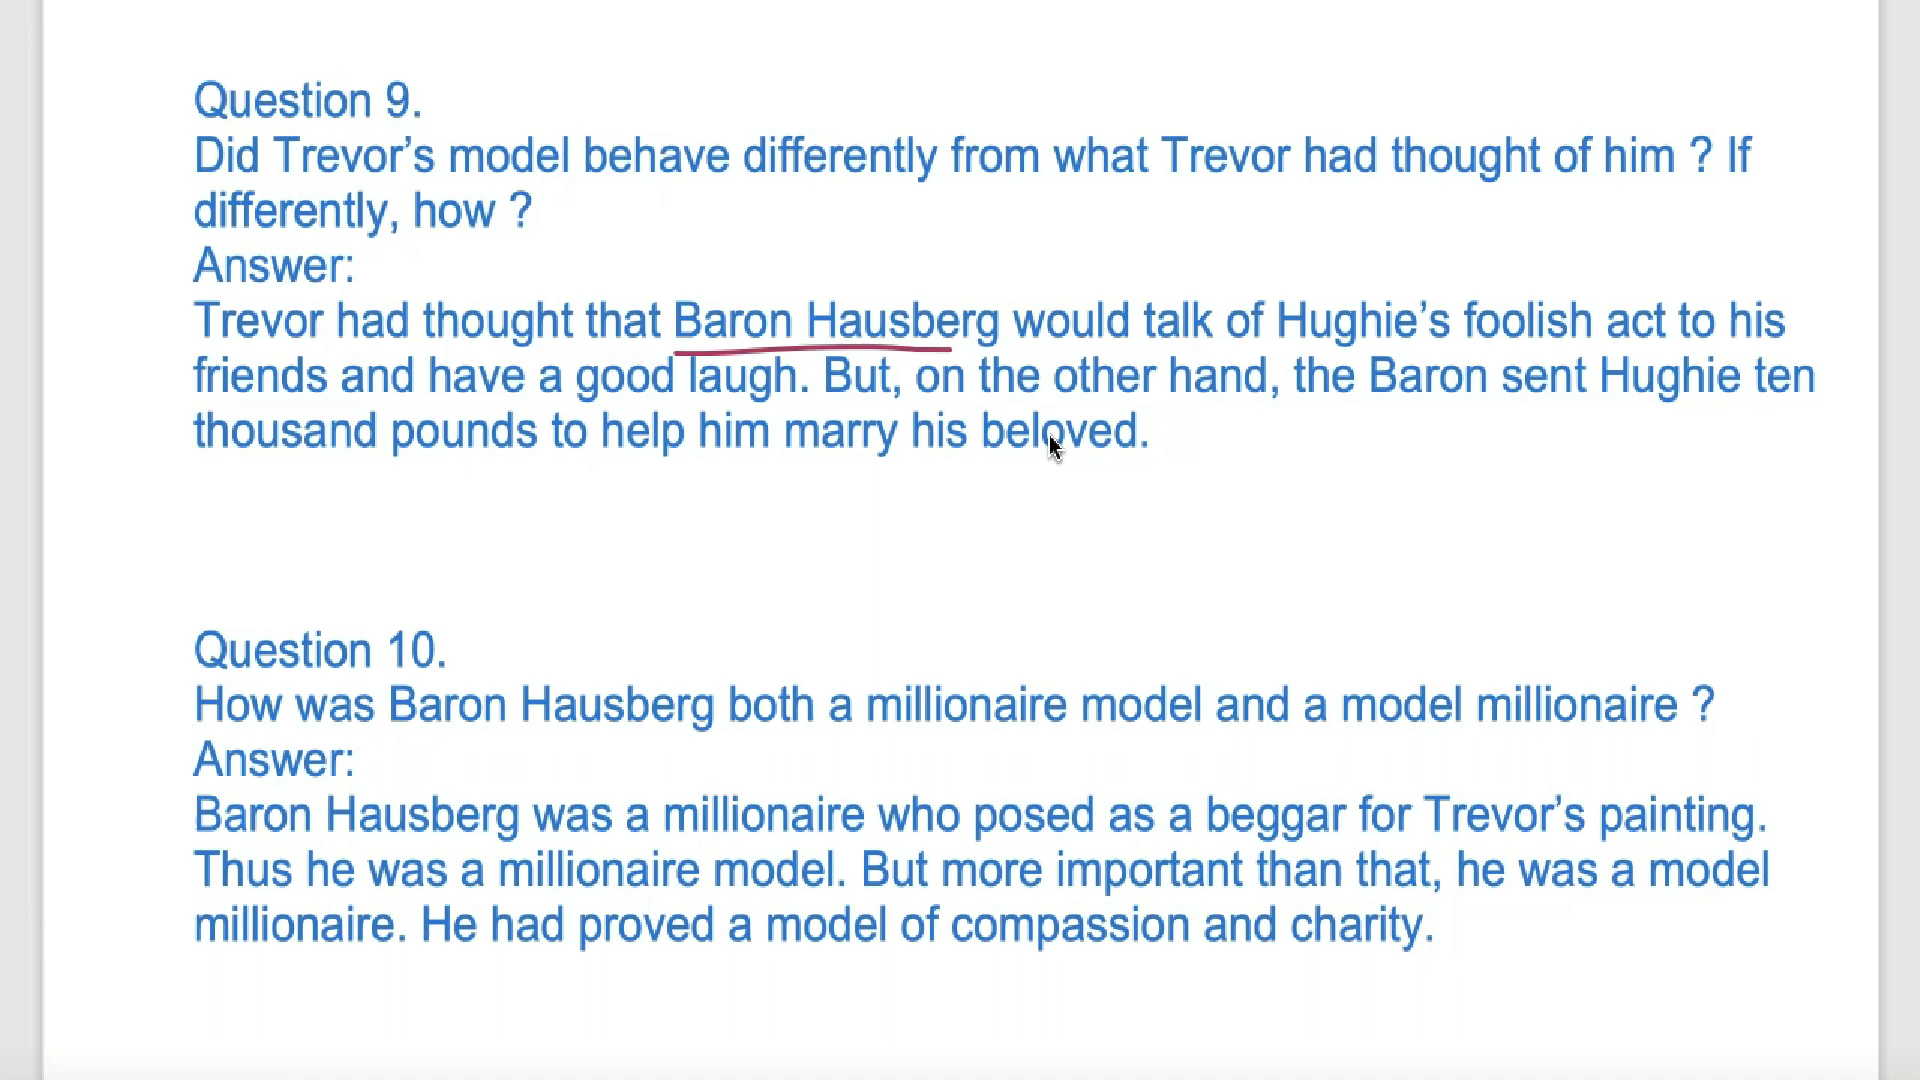 Question 9.
Did Trevor’s model behave differently from what Trevor had thought of him ? If
differently, how ?
Answer:
Trevor had thought that Baron Hausberg would talk of Hughie’s foolish act to his
friends and have a good laugh. But, on the other hand, the Baron sent Hughie ten
thousand pounds to help him marry his beloved.
Question 10.
How was Baron Hausberg both a millionaire model and a model millionaire ?
Answer:
Baron Hausberg was a millionaire who posed as a beggar for Trevor’s painting.
Thus he was a millionaire model. But more important than that, he was a model
millionaire. He had proved a model of compassion and charity.